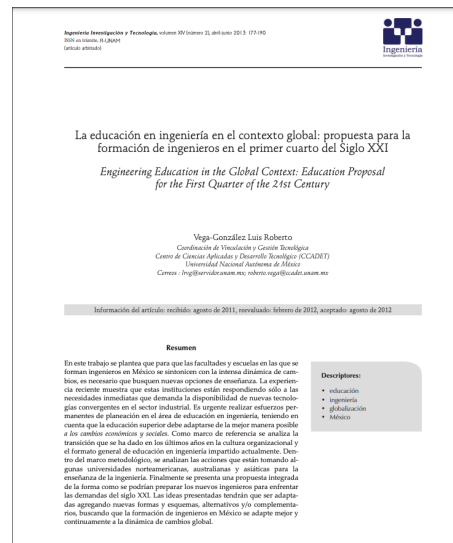 Ingeniería Investigación y Tecnología, volumen XIV (número 2), abril-junio 2013: 177-190
ISSN en trámite, FI-UNAM
(artículo arbitrado)
Ingeniería
Investigación y Tecnología
La educación en ingeniería en el contexto global: propuesta para la
formación de ingenieros en el primer cuarto del Siglo XXI
Engineering Education in the Global Context: Education Proposal
for the First Quarter of the 21st Century
Vega-González Luis Roberto
Coordinación de Vinculación y Gestión Tecnológica
Centro de Ciencias Aplicadas y Desarrollo Tecnológico (CCADET)
Universidad Nacional Autónoma de México
Correos : lrvg@servidor.unam.mx; roberto.vega@ccadet.unam.mx
Información del artículo: recibido: agosto de 2011, reevaluado: febrero de 2012, aceptado: agosto de 2012
Resumen
En este trabajo se plantea que para que las facultades y escuelas en las que se
forman ingenieros en México se sintonicen con la intensa dinámica de cam-
bios, es necesario que busquen nuevas opciones de enseñanza. La experien-
cia reciente muestra que estas instituciones están respondiendo sólo a las
necesidades inmediatas que demanda la disponibilidad de nuevas tecnolo-
gías convergentes en el sector industrial. Es urgente realizar esfuerzos per-
manentes de planeación en el área de educación en ingeniería, teniendo en
cuenta que la educación superior debe adaptarse de la mejor manera posible
a los cambios económicos y sociales. Como marco de referencia se analiza la
transición que se ha dado en los últimos años en la cultura organizacional y
el formato general de educación en ingeniería impartido actualmente. Den-
tro del marco metodológico, se analizan las acciones que están tomando al-
gunas universidades norteamericanas, australianas y asiáticas para la
enseñanza de la ingeniería. Finalmente se presenta una propuesta integrada
de la forma como se podrían preparar los nuevos ingenieros para enfrentar
las demandas del siglo XXI. Las ideas presentadas tendrán que ser adapta-
das agregando nuevas formas y esquemas, alternativos y/o complementa-
rios, buscando que la formación de ingenieros en México se adapte mejor y
continuamente a la dinámica de cambios global.
Descriptores:
• educación
• ingeniería
• globalización
• México